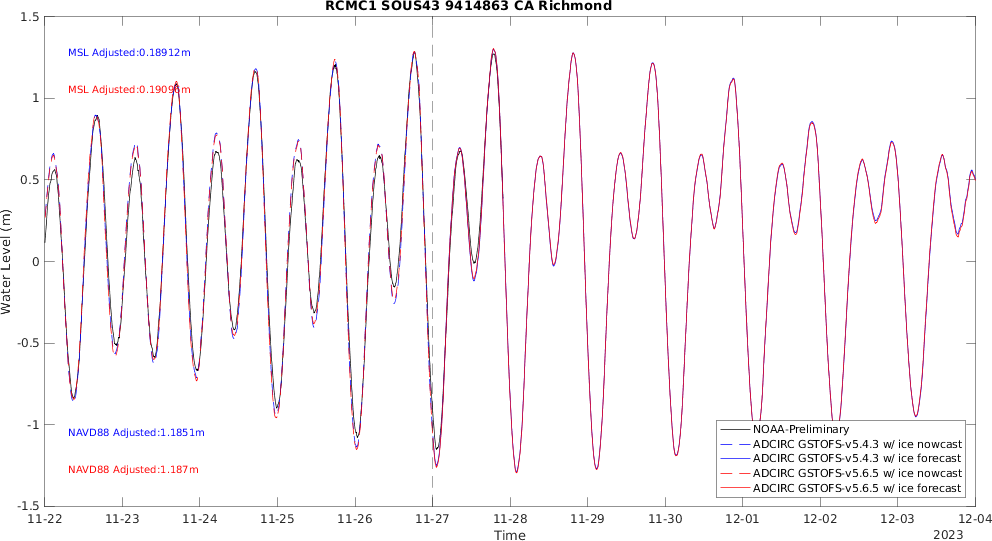 RCMC1 SOUS43 9414863 CA Richmond
MSL Adjusted:0.18912m
MSL Adjusted:0.1909 m
NAVD88 Adjusted:1.1851m
NAVD88 Adjusted:1.187m
Water Level (m)
1.5
1
0.5
0
-0.5
-1
-1.5
NOAA-Preliminary
ADCIRC GSTOFS-v5.4.3 w/ ice nowcast
ADCIRC GSTOFS-v5.4.3 w/ ice forecast
ADCIRC GSTOFS-v5.6.5 w/ ice nowcast
ADCIRC GSTOFS-v5.6.5 w/ ice forecast
11-22 11-23 11-24 11-25 11-26 11-27 11-28 11-29 11-30 12-01 12-02 12-03 12-04
Time
2023